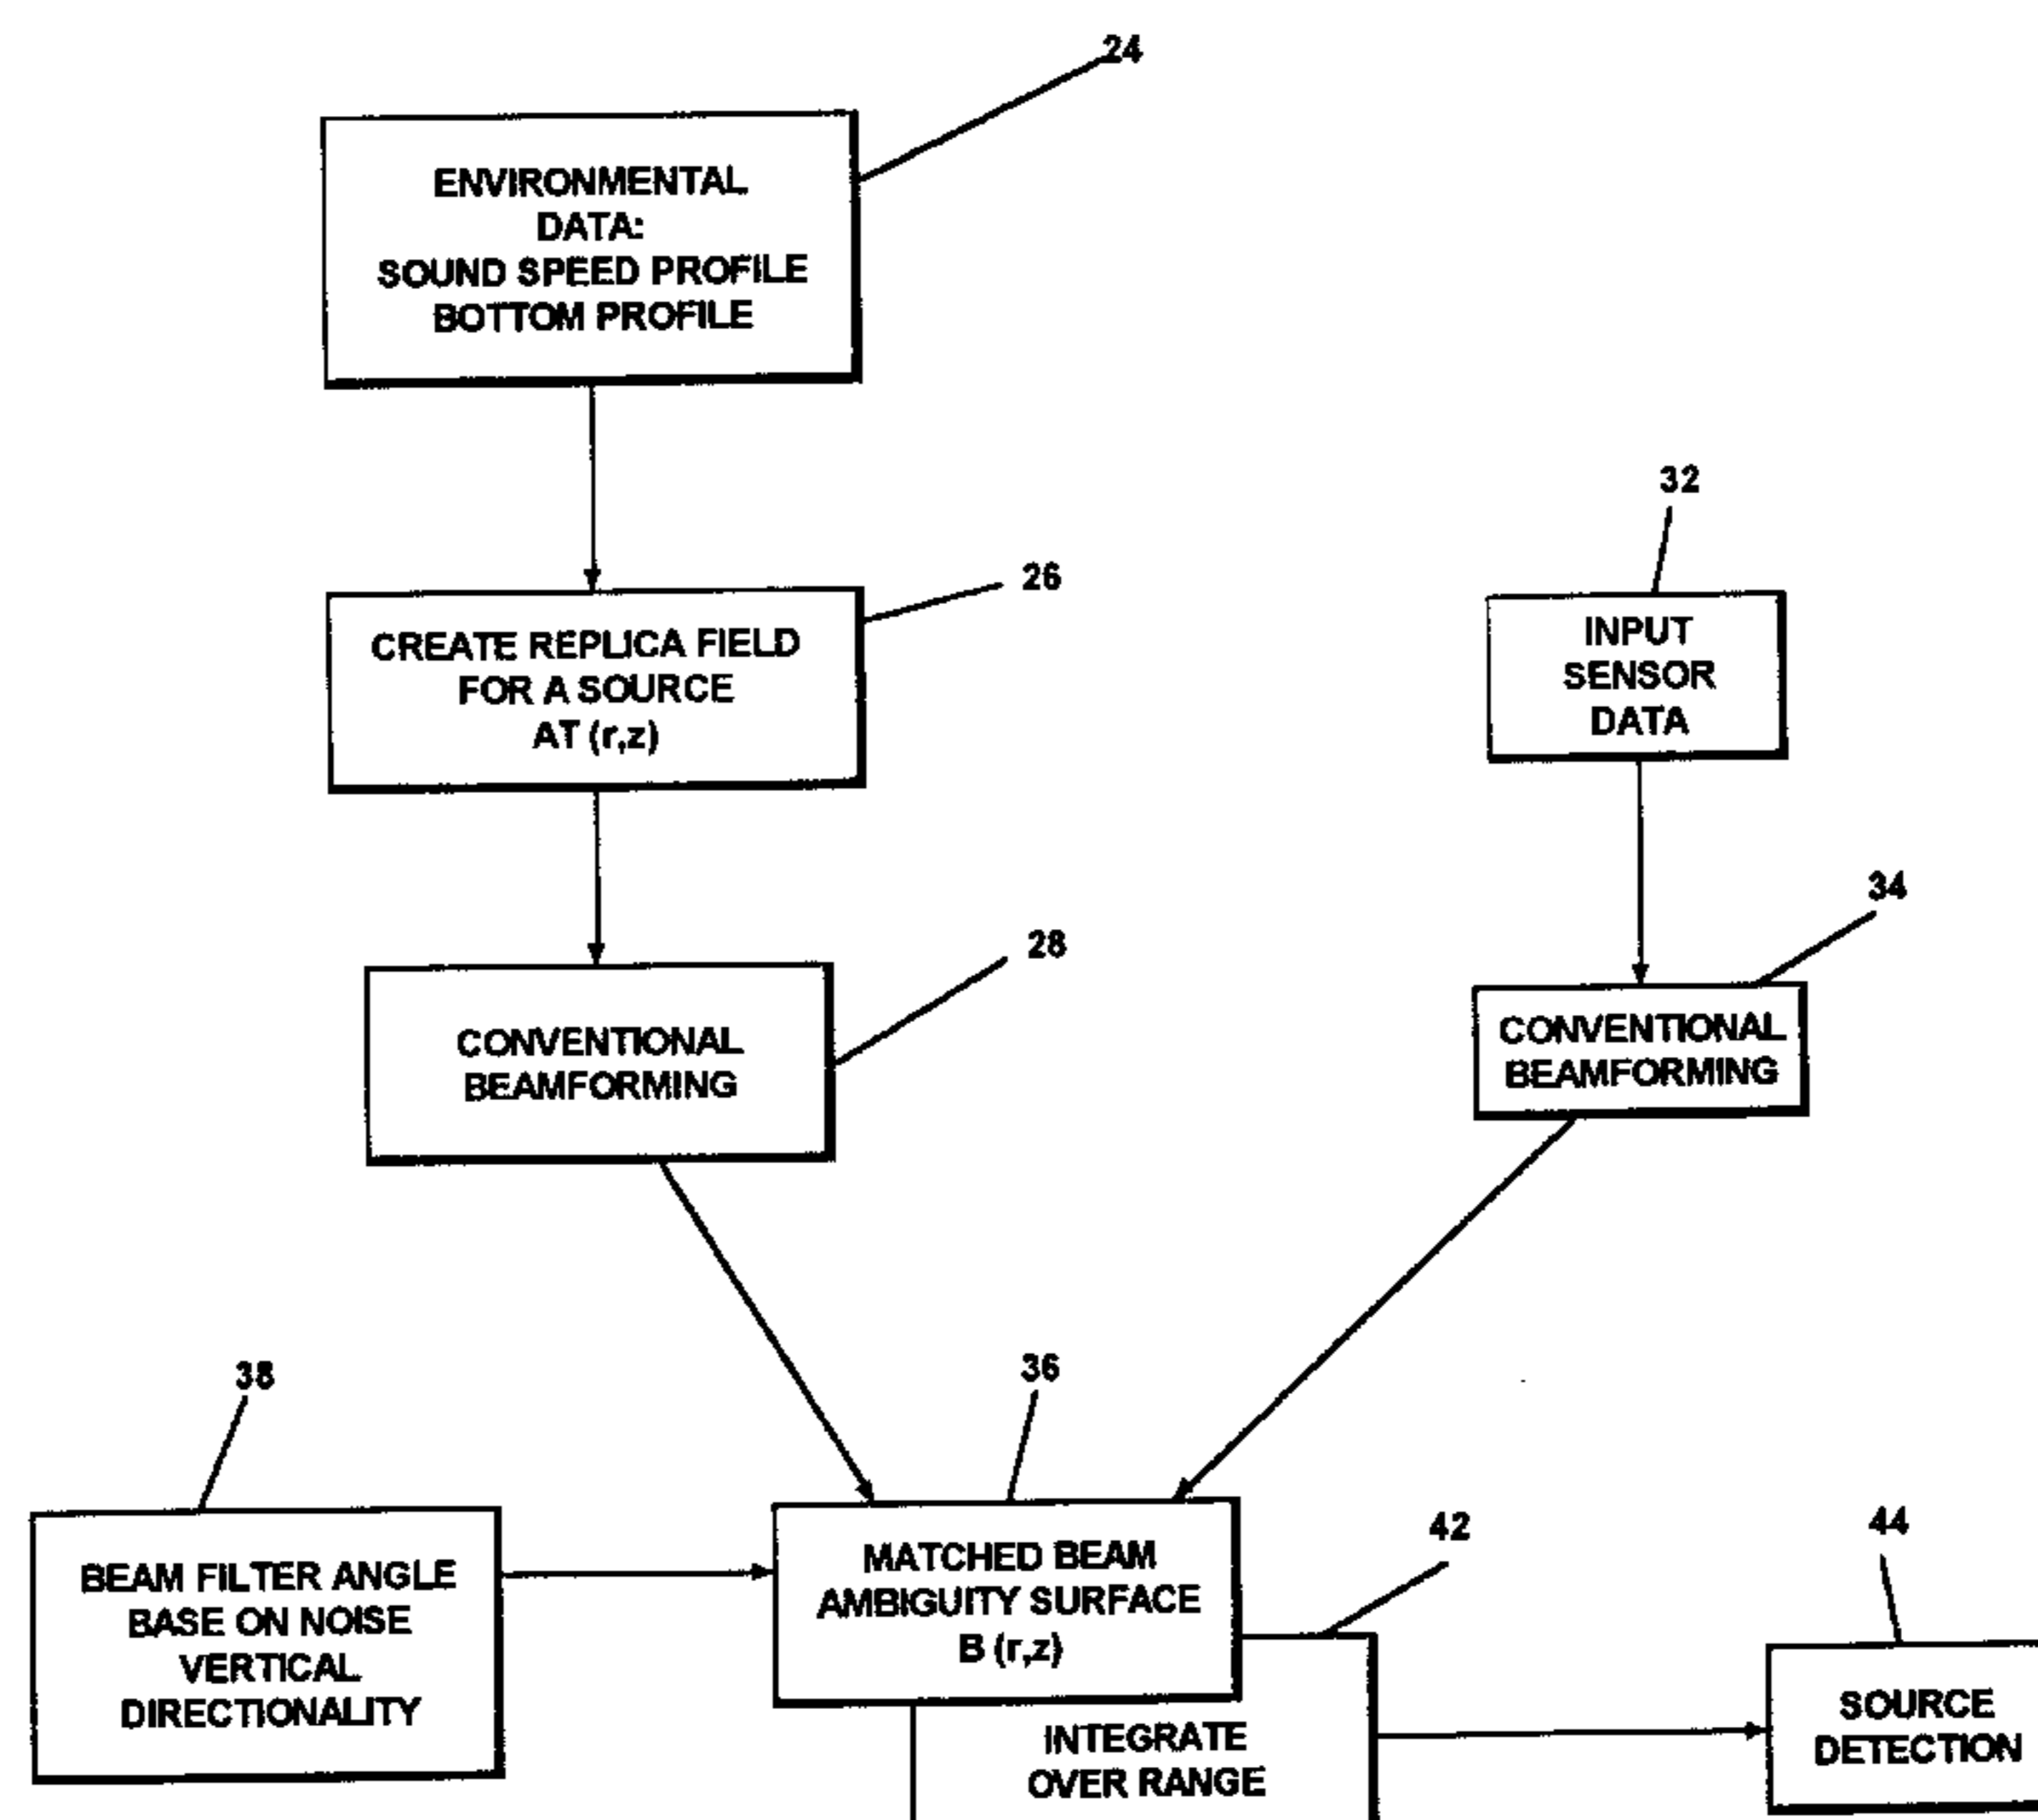 24
ENVIRONMENTAL
DATA:
SOUND SPEED PROFILE
BOTTOM PROFILE
32
26
CREATE REPLICA FIELD
FOR A SOURCE
AT (r,z)
INPUT
SENSOR
DATA
34
28
CONVENTIONAL
BEAMFORMING
CONVENTIONAL
BEAMFORMING
38
36
BEAM FILTER ANGLE
BASE ON NOISE
VERTICAL
DIRECTIONALITY
MATCHED BEAM
AMBIGUITY SURFACE
B (r,z)
42
44
INTEGRATE
OVER RANGE
SOURCE
DETECTION